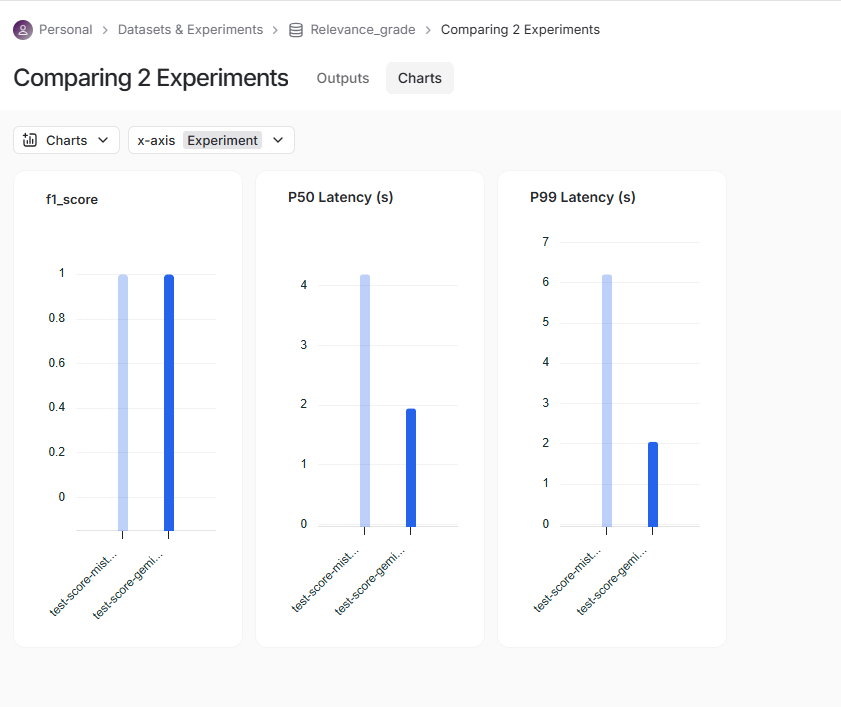 Personal > Datasets & Experiments > Relevance_grade > Comparing 2 Experiments
Comparing 2 Experiments Outputs Charts
Charts x-axis Experiment
f1_score
1
0.8
0.6
0.4
0.2
0
test-score-mist...
test-score-gemi...
P50 Latency (s)
4
3
2
1
0
test-score-mist...
test-score-gemi...
P99 Latency (s)
7
6
5
4
3
2
1
0
test-score-mist...
test-score-gemi...